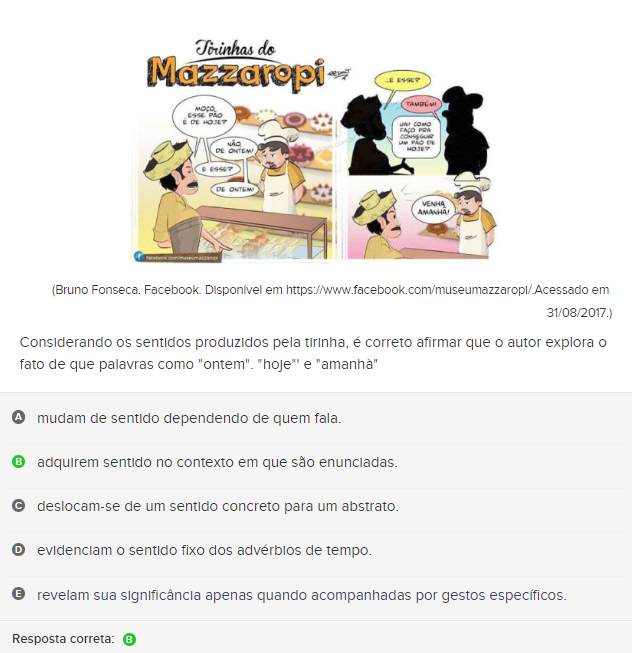 Tirinhas do
Mazzaropi
MOÇO,
ESSE PÃO
É DE HOJE?
NÃO,
DE ONTEM!
E ESSE?
DE ONTEM!
facebook.com/museumazzaropi
...E ESSE?
TAMBÉM!
UAI COMO
FAÇO PRA
CONSEGUIR
UM PÃO DE
HOJE?
VENHA
AMANHÃ!
(Bruno Fonseca. Facebook. Disponível em https://www.facebook.com/museumazzaropi/.Acessado em
31/08/2017.)
Considerando os sentidos produzidos pela tirinha, é correto afirmar que o autor explora o
fato de que palavras como "ontem". "hoje"' e "amanhà"
A mudam de sentido dependendo de quem fala.
B adquirem sentido no contexto em que são enunciadas.
C deslocam-se de um sentido concreto para um abstrato.
D evidenciam o sentido fixo dos advérbios de tempo.
E revelam sua significância apenas quando acompanhadas por gestos específicos.
Resposta correta: B